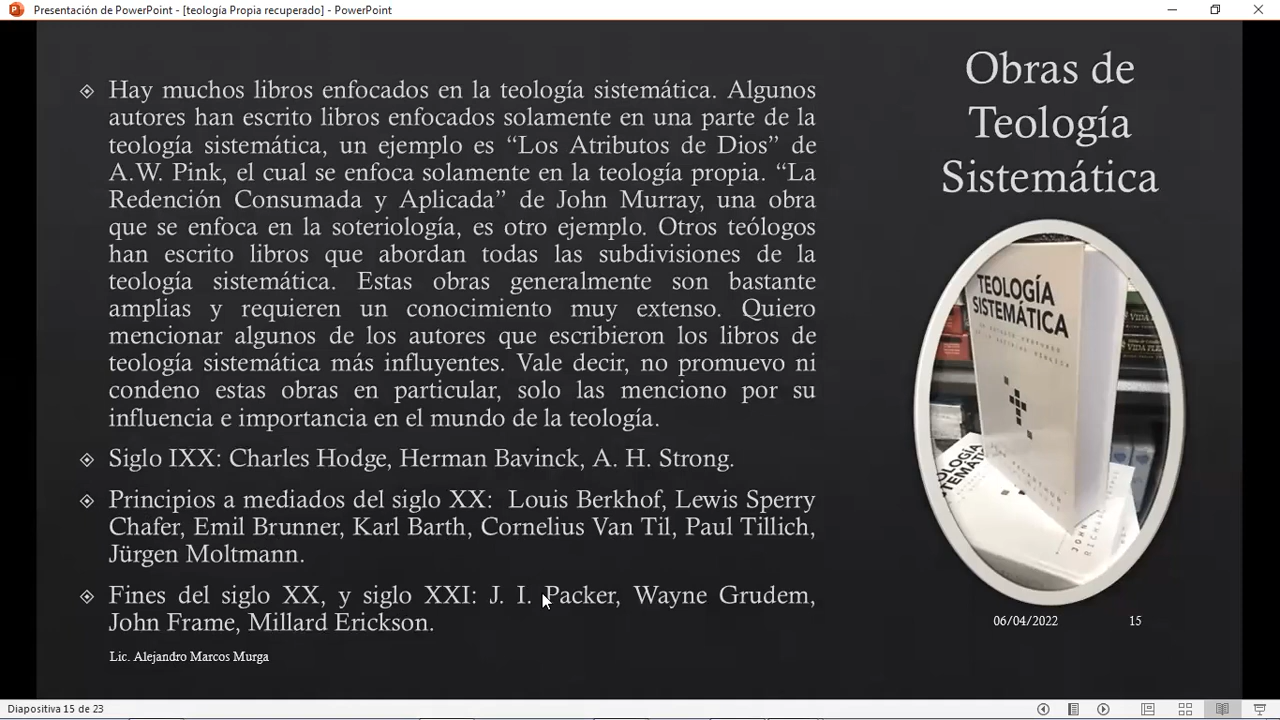 Presentación de PowerPoint - [teología Propia recuperado] - PowerPoint
Obras de
Teología
Sistemática
Hay muchos libros enfocados en la teología sistemática. Algunos
autores han escrito libros enfocados solamente en una parte de la
teología sistemática, un ejemplo es “Los Atributos de Dios” de
A.W. Pink, el cual se enfoca solamente en la teología propia. “La
Redención Consumada y Aplicada” de John Murray, una obra
que se enfoca en la soteriología, es otro ejemplo. Otros teólogos
han escrito libros que abordan todas las subdivisiones de la
teología sistemática. Estas obras generalmente son bastante
amplias y requieren un conocimiento muy extenso. Quiero
mencionar algunos de los autores que escribieron los libros de
teología sistemática más influyentes. Vale decir, no promuevo ni
condeno estas obras en particular, solo las menciono por su
influencia e importancia en el mundo de la teología.
Siglo IXX: Charles Hodge, Herman Bavinck, A. H. Strong.
Principios a mediados del siglo XX: Louis Berkhof, Lewis Sperry
Chafer, Emil Brunner, Karl Barth, Cornelius Van Til, Paul Tillich,
Jürgen Moltmann.
Fines del siglo XX, y siglo XXI: J. I. Packer, Wayne Grudem,
John Frame, Millard Erickson.
TEOLOGÍA
SISTEMÁTICA
06/04/2022 15
Lic. Alejandro Marcos Murga
Diapositiva 15 de 23